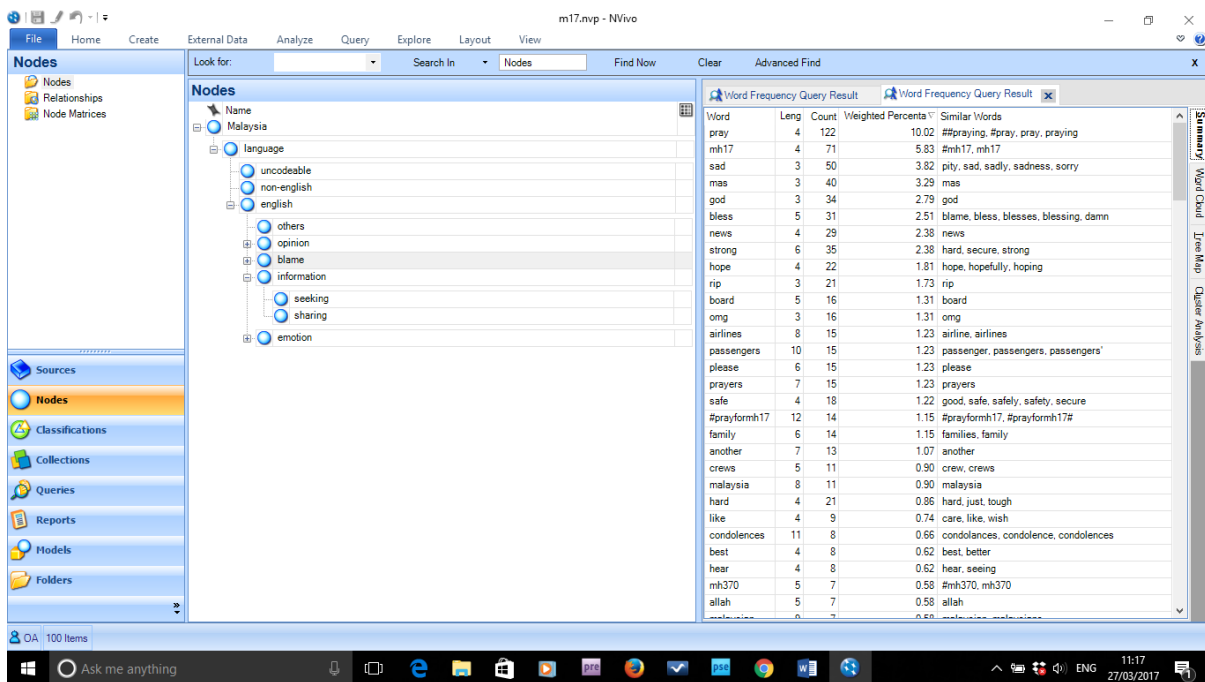 m17.nvp - NVivo
File Home Create External Data Analyze Query Explore Layout View
Nodes
Look for: Search In Nodes Find Now Clear Advanced Find x
Nodes
Relationships
Node Matrices
Sources
Nodes
Classifications
Collections
Queries
Reports
Models
Folders
Nodes
Name
Malaysia
language
uncodeable
non-english
english
others
opinion
blame
information
seeking
sharing
emotion
Word Frequency Query Result Word Frequency Query Result
Word Leng Count Weighted Percenta Similar Words
pray 4 122 10.02 ##praying, #pray, pray, praying
mh17 4 71 5.83 #mh17, mh17
sad 3 50 3.82 pity, sad, sadly, sadness, sorry
mas 3 40 3.29 mas
god 3 34 2.79 god
bless 5 31 2.51 blame, bless, blesses, blessing, damn
news 4 29 2.38 news
strong 6 35 2.38 hard, secure, strong
hope 4 22 1.81 hope, hopefully, hoping
rip 3 21 1.73 rip
board 5 16 1.31 board
omg 3 16 1.31 omg
airlines 8 15 1.23 airline, airlines
passengers 10 15 1.23 passenger, passengers, passengers'
please 6 15 1.23 please
prayers 7 15 1.23 prayers
safe 4 18 1.22 good, safe, safely, safety, secure
#prayformh17 12 14 1.15 #prayformh17, #prayformh17#
family 6 14 1.15 families, family
another 7 13 1.07 another
crews 5 11 0.90 crew, crews
malaysia 8 11 0.90 malaysia
hard 4 21 0.86 hard, just, tough
like 4 9 0.74 care, like, wish
condolences 11 8 0.66 condolances, condolence, condolences
best 4 8 0.62 best, better
hear 4 8 0.62 hear, seeing
mh370 5 7 0.58 #mh370, mh370
allah 5 7 0.58 allah
Summary
Word Cloud
Tree Map
Cluster Analysis
OA 100 Items
Ask me anything
pre
pse
ENG
11:17
27/03/2017